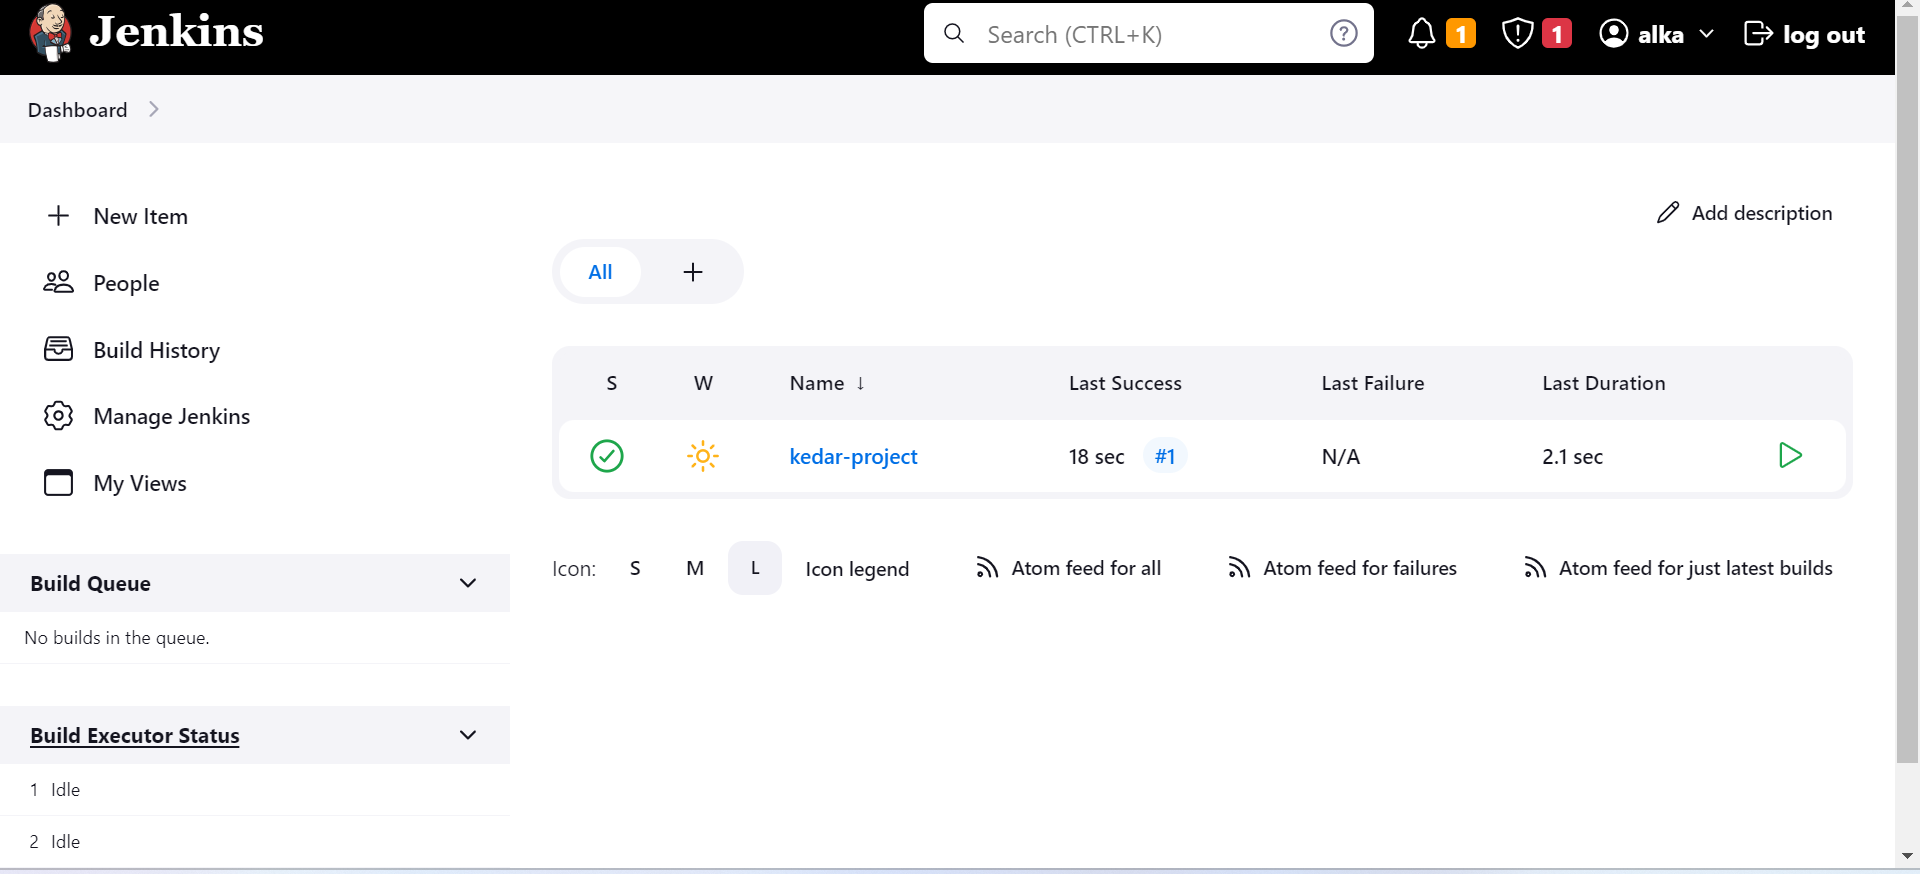 Jenkins
Search (CTRL+K)
1
1
alka
log out
Dashboard
New Item
People
Build History
Manage Jenkins
My Views
Build Queue
No builds in the queue.
Build Executor Status
1 Idle
2 Idle
Add description
All
S W Name ↓ Last Success Last Failure Last Duration
kedar-project 18 sec #1 N/A 2.1 sec
Icon: S M L Icon legend Atom feed for all Atom feed for failures Atom feed for just latest builds